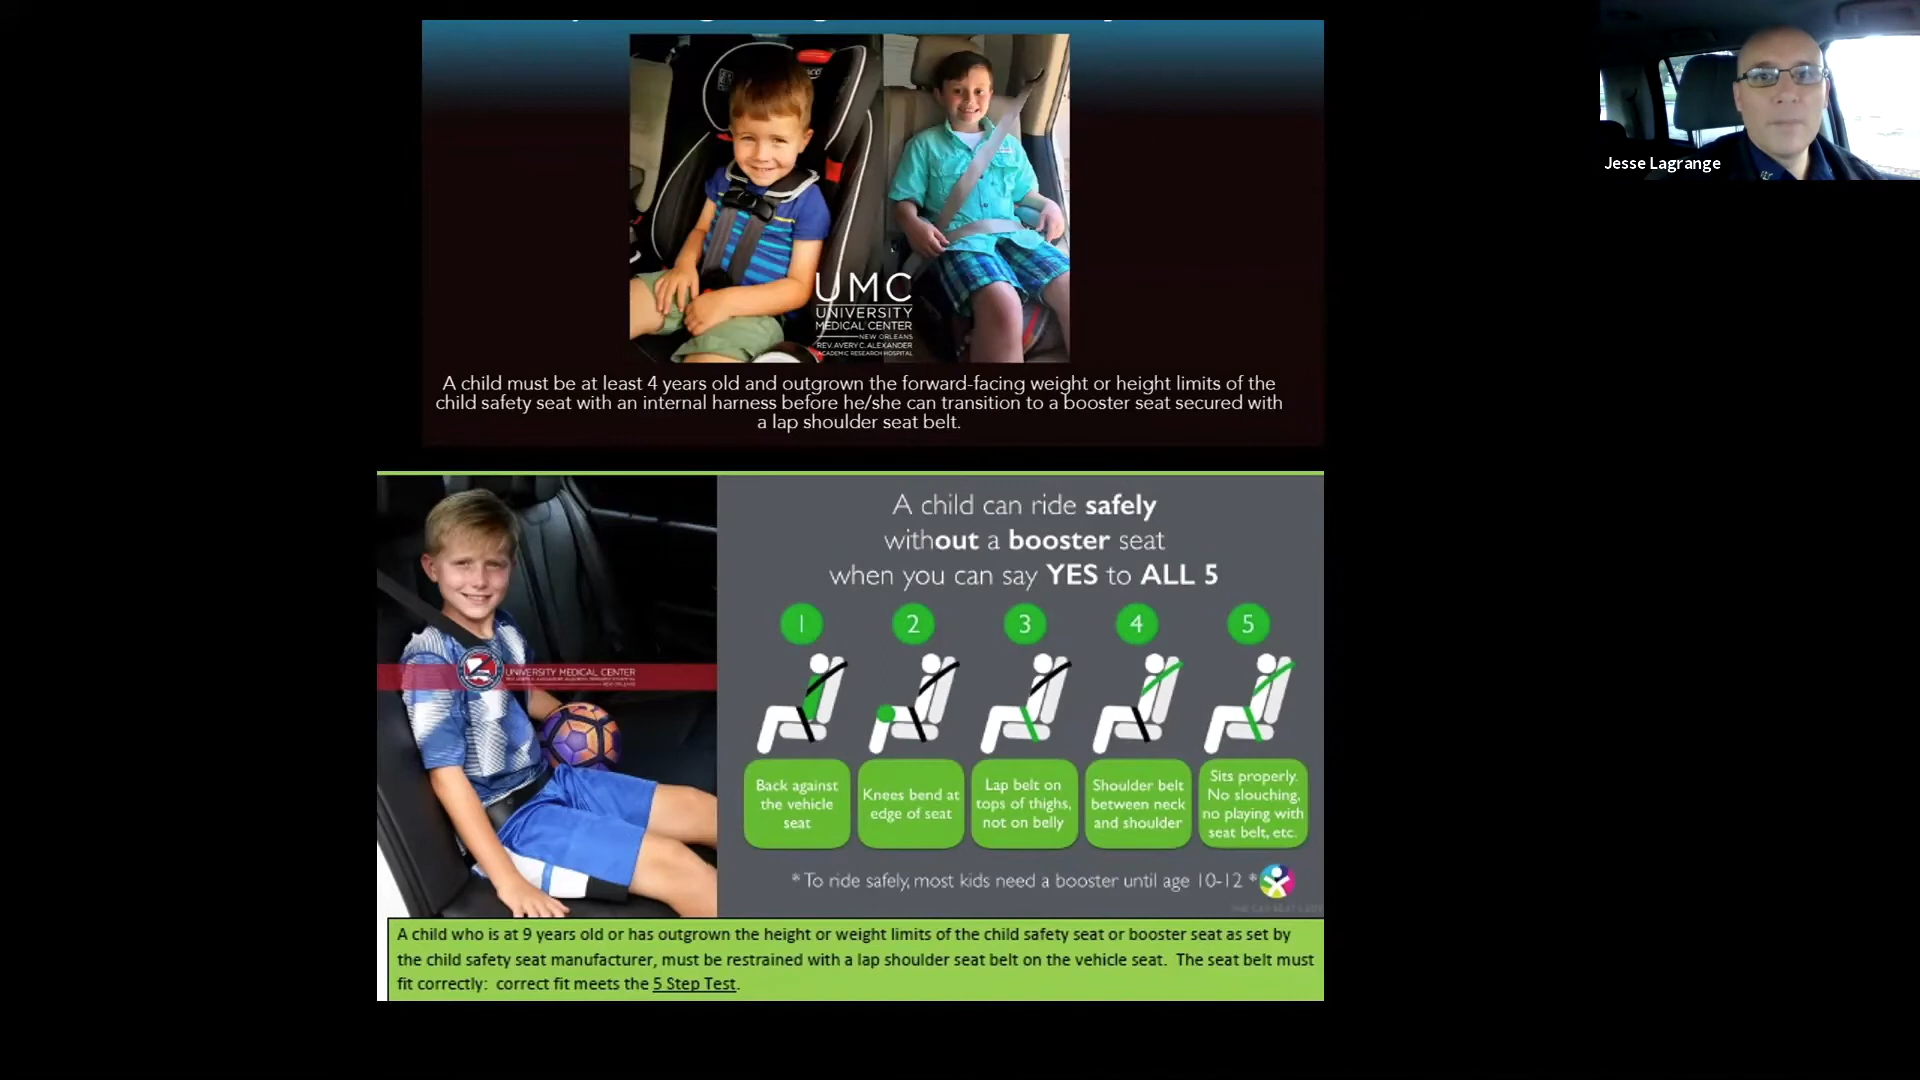 Jesse Lagrange
UMC
UNIVERSITY
MEDICAL CENTER
NEW ORLEANS
REV. AVERY C. ALEXANDER
ACADEMIC RESEARCH HOSPITAL
A child must be at least 4 years old and outgrown the forward-facing weight or height limits of the
child safety seat with an internal harness before he/she can transition to a booster seat secured with
a lap shoulder seat belt.
A child can ride safely
without a booster seat
when you can say YES to ALL 5
1 2 3 4 5
Back against
the vehicle
seat
Knees bend at
edge of seat
Lap belt on
tops of thighs,
not on belly
Shoulder belt
between neck
and shoulder
Sits properly.
No slouching,
no playing with
seat belt, etc.
* To ride safely, most kids need a booster until age 10-12 *
UNIVERSITY MEDICAL CENTER
A child who is at 9 years old or has outgrown the height or weight limits of the child safety seat or booster seat as set by
the child safety seat manufacturer, must be restrained with a lap shoulder seat belt on the vehicle seat. The seat belt must
fit correctly: correct fit meets the 5 Step Test.